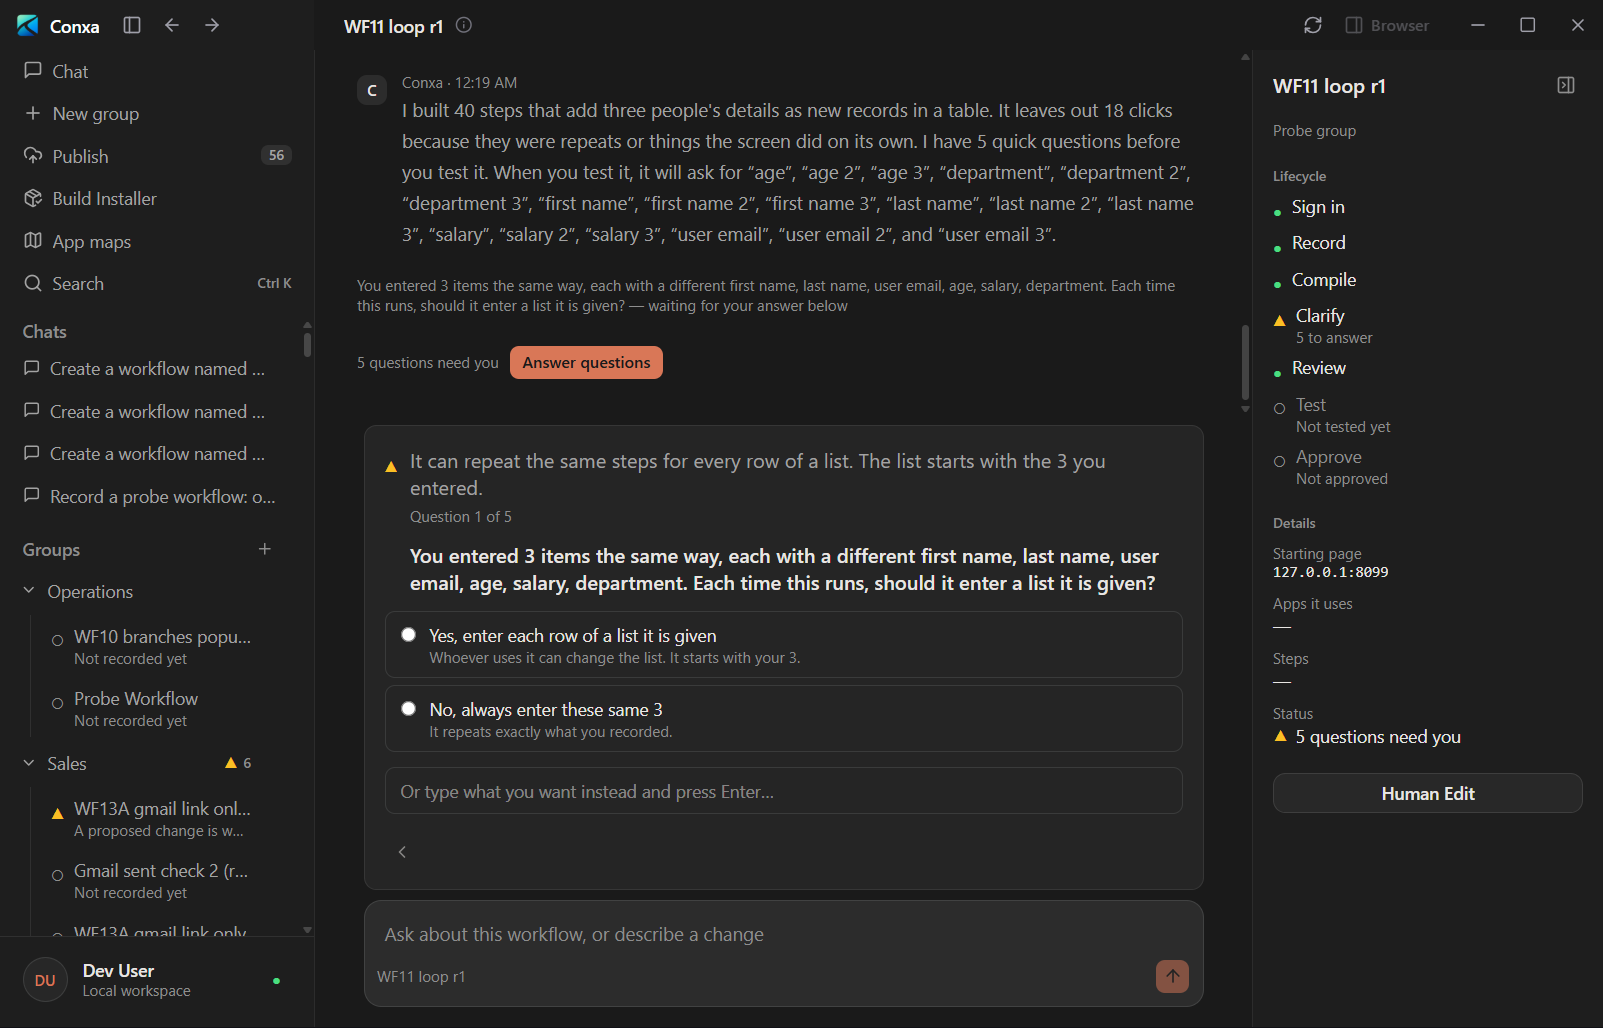 Conxa
WF11 loop r1
Browser
Chat
New group
Publish
56
Build Installer
App maps
Search
Ctrl K
Chats
Create a workflow named ...
Create a workflow named ...
Create a workflow named ...
Record a probe workflow: o...
Groups
Operations
WF10 branches popu...
Not recorded yet
Probe Workflow
Not recorded yet
Sales
6
WF13A gmail link onl...
A proposed change is w...
Gmail sent check 2 (r...
Not recorded yet
WF13A gmail link only
DU
Dev User
Local workspace
C
Conxa · 12:19 AM
I built 40 steps that add three people's details as new records in a table. It leaves out 18 clicks
because they were repeats or things the screen did on its own. I have 5 quick questions before
you test it. When you test it, it will ask for “age”, “age 2”, “age 3”, “department”, “department 2”,
“department 3”, “first name”, “first name 2”, “first name 3”, “last name”, “last name 2”, “last name
3”, “salary”, “salary 2”, “salary 3”, “user email”, “user email 2”, and “user email 3”.
You entered 3 items the same way, each with a different first name, last name, user email, age, salary, department. Each time
this runs, should it enter a list it is given? — waiting for your answer below
5 questions need you
Answer questions
It can repeat the same steps for every row of a list. The list starts with the 3 you
entered.
Question 1 of 5
You entered 3 items the same way, each with a different first name, last name, user
email, age, salary, department. Each time this runs, should it enter a list it is given?
Yes, enter each row of a list it is given
Whoever uses it can change the list. It starts with your 3.
No, always enter these same 3
It repeats exactly what you recorded.
Or type what you want instead and press Enter...
Ask about this workflow, or describe a change
WF11 loop r1
WF11 loop r1
Probe group
Lifecycle
Sign in
Record
Compile
Clarify
5 to answer
Review
Test
Not tested yet
Approve
Not approved
Details
Starting page
127.0.0.1:8099
Apps it uses
—
Steps
—
Status
5 questions need you
Human Edit